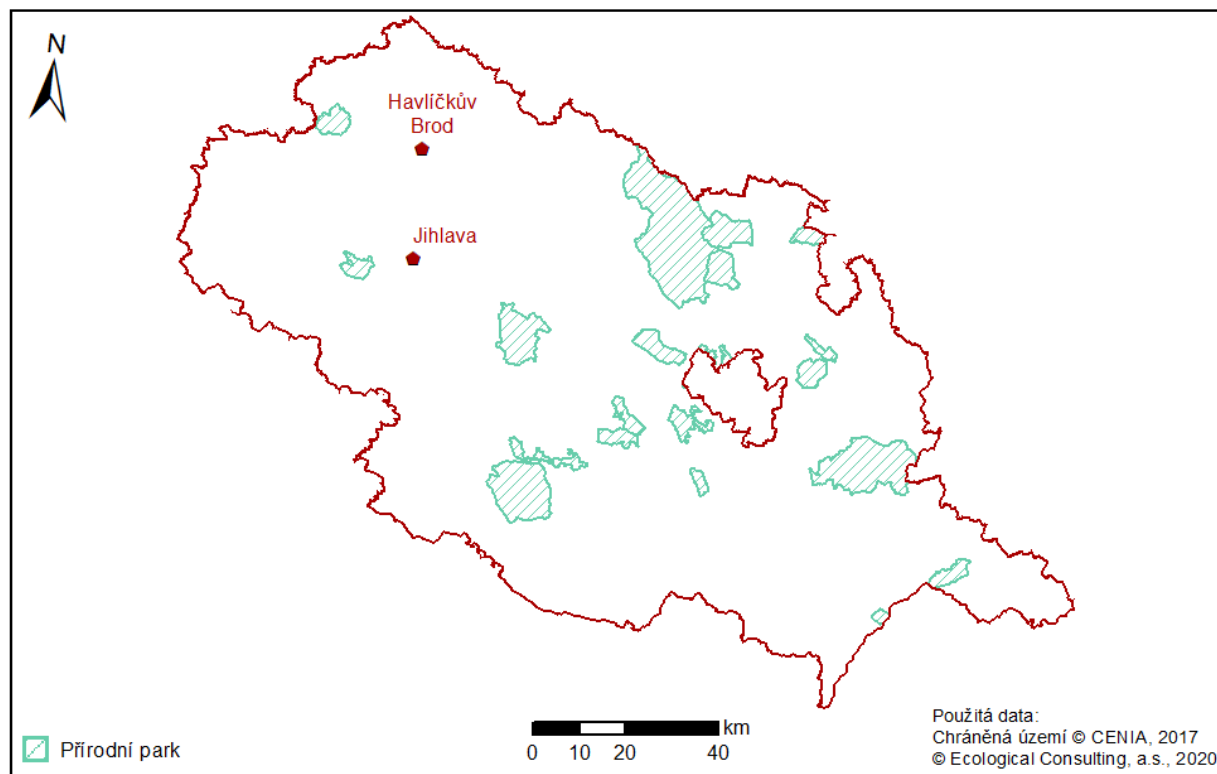 N
Havlíčkův
Brod
Jihlava
km
0 10 20 40
Přírodní park
Použitá data:
Chráněná území © CENIA, 2017
© Ecological Consulting, a.s., 2020